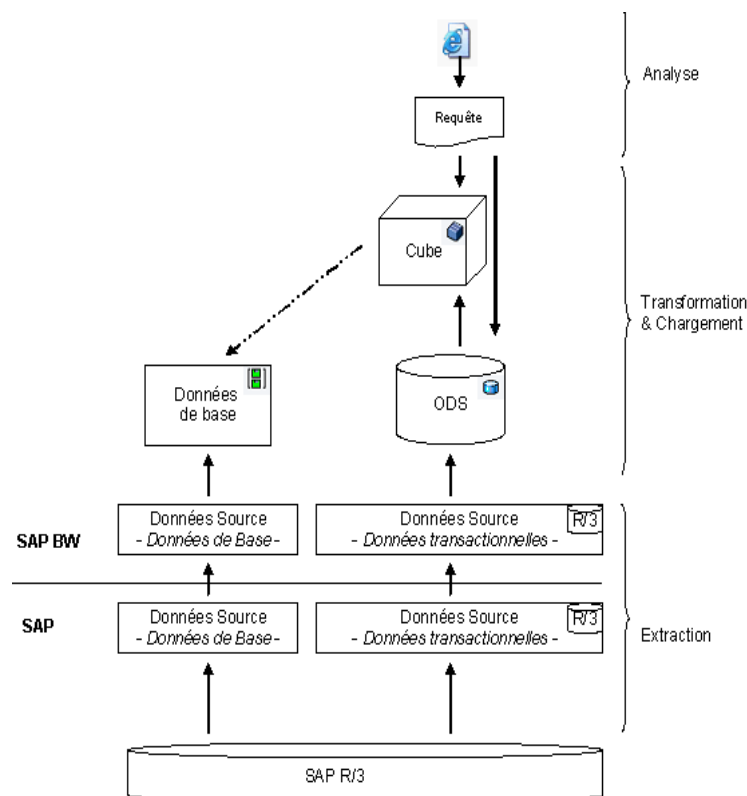 Analyse
Requête
Cube
Transformation
& Chargement
Données
de base
ODS
Données Source
- Données de Base -
Données Source
- Données transactionnelles -
R/3
SAP BW
SAP
Données Source
- Données de Base -
Données Source
- Données transactionnelles -
R/3
Extraction
SAP R/3